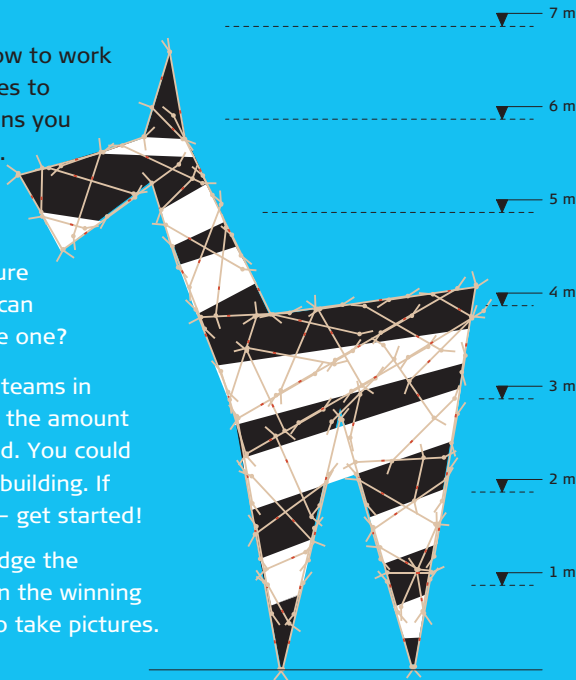 7 m
ow to work
es to
6 m
ns you
.
5 m
ure
can
4 m
e one?
teams in
3 m
the amount
d. You could
building. If
2 m
– get started!
dge the
1 m
n the winning
o take pictures.